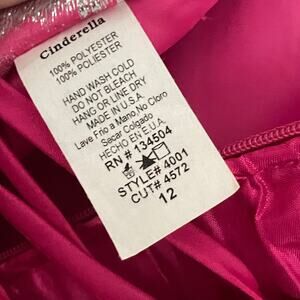 Cinderella
100% POLYESTER
100% POLIESTER
HAND WASH COLD
DO NOT BLEACH
HANG OR LINE DRY
MADE IN U.S.A.
Lave Frio a Mano, No Cloro
Secar Colgado
HECHO EN E.U.A.
RN # 134504
STYLE# 4001
CUT# 4572
12